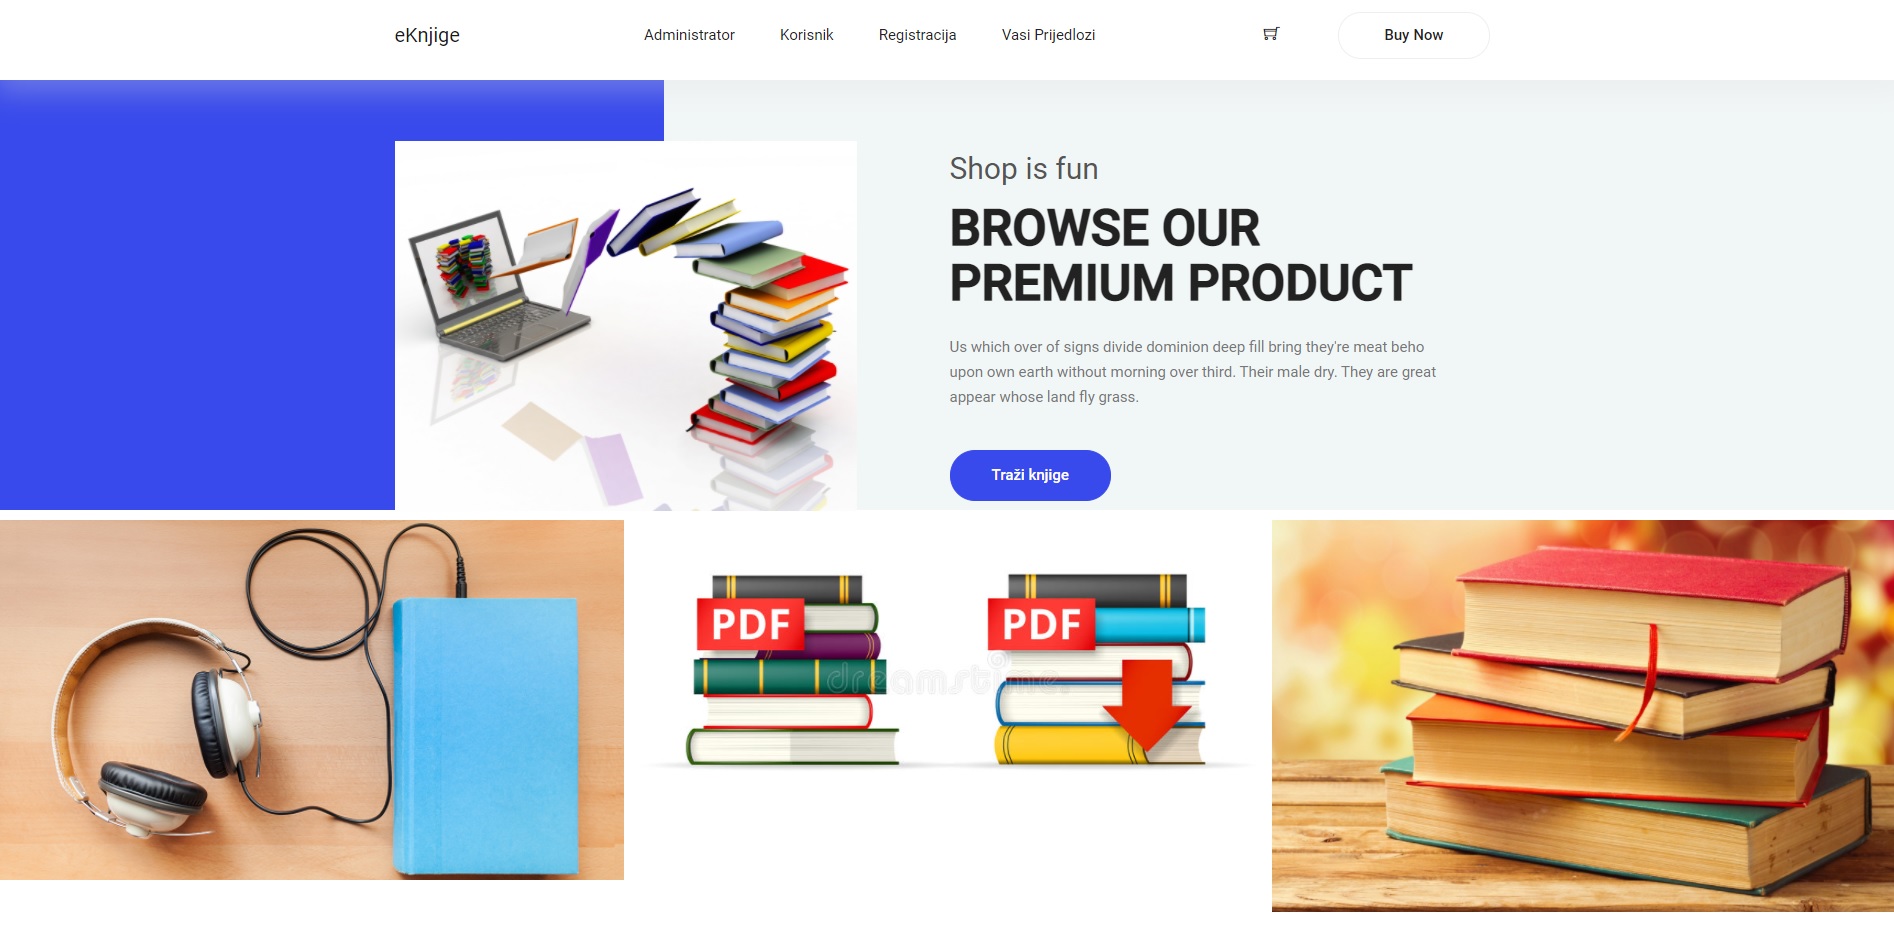 eKnjige
Administrator
Korisnik
Registracija
Vasi Prijedlozi
Buy Now
Shop is fun
BROWSE OUR
PREMIUM PRODUCT
Us which over of signs divide dominion deep fill bring they're meat beho
upon own earth without morning over third. Their male dry. They are great
appear whose land fly grass.
Traži knjige
PDF
PDF
dreamstime.